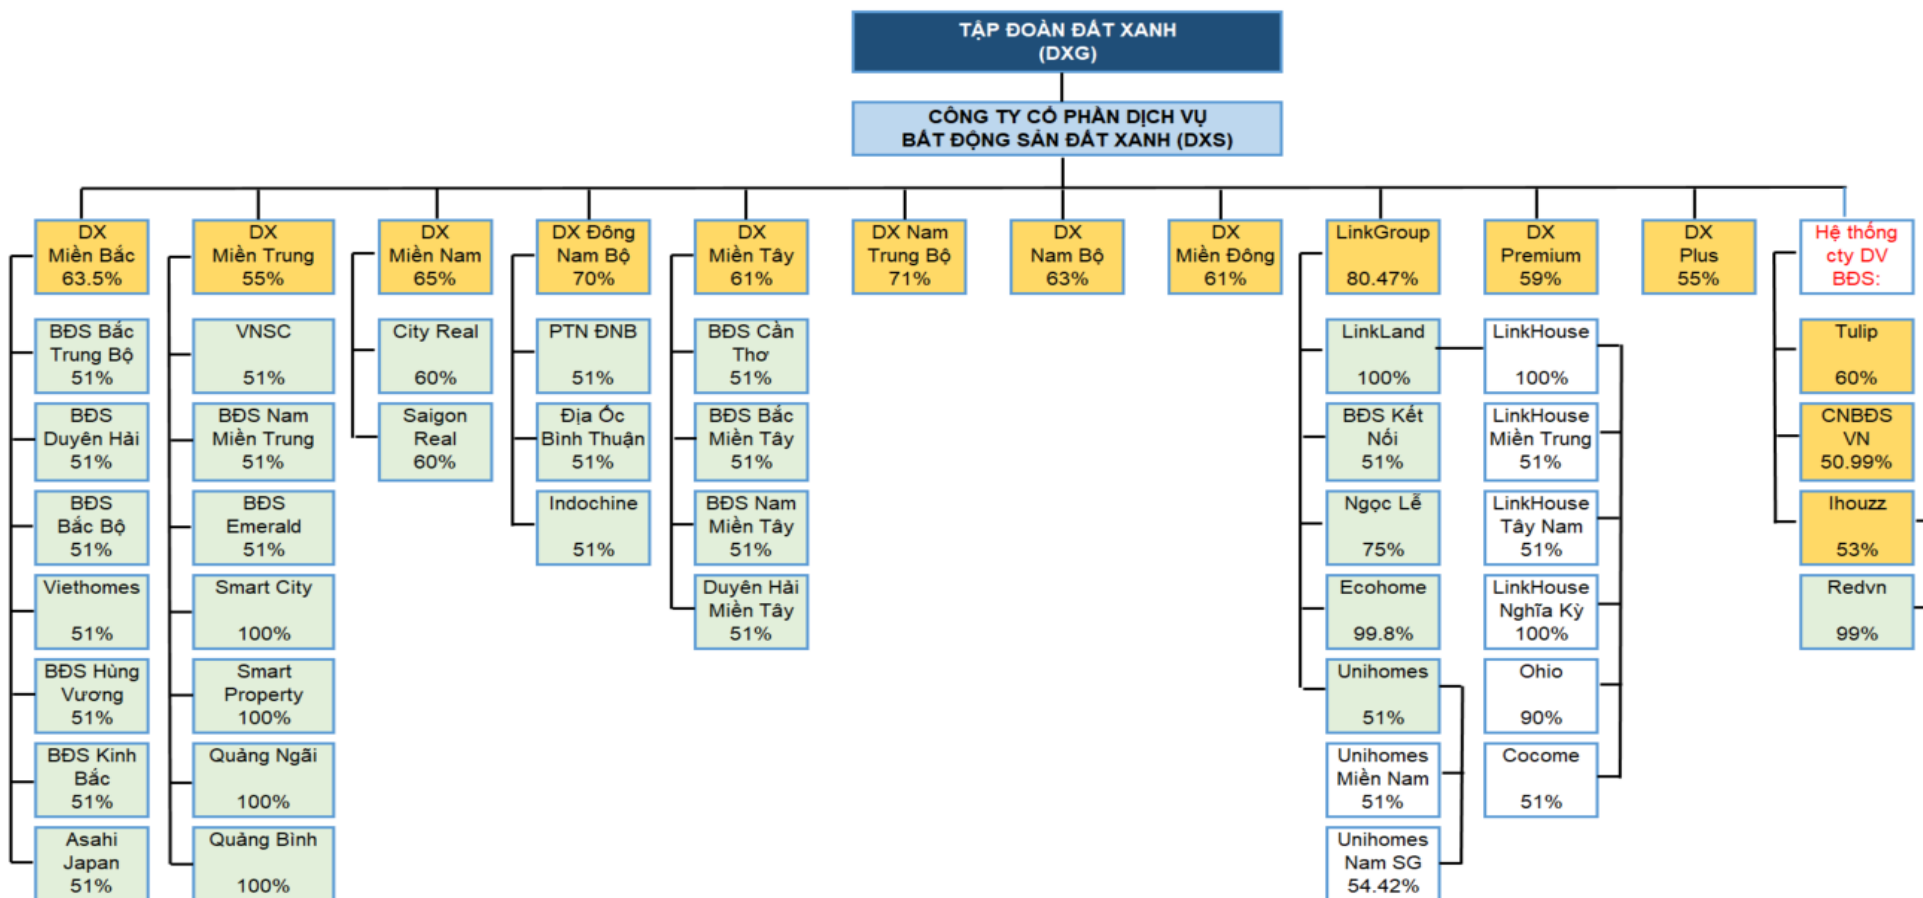 TẬP ĐOÀN ĐẤT XANH
(DXG)
CÔNG TY CỔ PHẦN DỊCH VỤ
BẤT ĐỘNG SẢN ĐẤT XANH (DXS)
DX
Miền Bắc
63.5%
DX
Miền Trung
55%
DX
Miền Nam
65%
DX Đông
Nam Bộ
70%
DX
Miền Tây
61%
DX Nam
Trung Bộ
71%
DX
Nam Bộ
63%
DX
Miền Đông
61%
LinkGroup
80.47%
DX
Premium
59%
DX
Plus
55%
Hệ thống
cty DV
BĐS:
BĐS Bắc
Trung Bộ
51%
VNSC
51%
City Real
60%
PTN ĐNB
51%
BĐS Cần
Thơ
51%
LinkLand
100%
LinkHouse
100%
Tulip
60%
BĐS
Duyên Hải
51%
BĐS Nam
Miền Trung
51%
Saigon
Real
60%
Địa Ốc
Bình Thuận
51%
BĐS Bắc
Miền Tây
51%
BĐS Kết
Nối
51%
LinkHouse
Miền Trung
51%
CNBĐS
VN
50.99%
BĐS
Bắc Bộ
51%
BĐS
Emerald
51%
Indochine
51%
BĐS Nam
Miền Tây
51%
Ngọc Lễ
75%
LinkHouse
Tây Nam
51%
Ihouzz
53%
Viethomes
51%
Smart City
100%
Duyên Hải
Miền Tây
51%
Ecohome
99.8%
LinkHouse
Nghĩa Kỳ
100%
Redvn
99%
BĐS Hùng
Vương
51%
Smart
Property
100%
Unihomes
51%
Ohio
90%
BĐS Kinh
Bắc
51%
Quảng Ngãi
100%
Unihomes
Miền Nam
51%
Cocome
51%
Asahi
Japan
51%
Quảng Bình
100%
Unihomes
Nam SG
54.42%